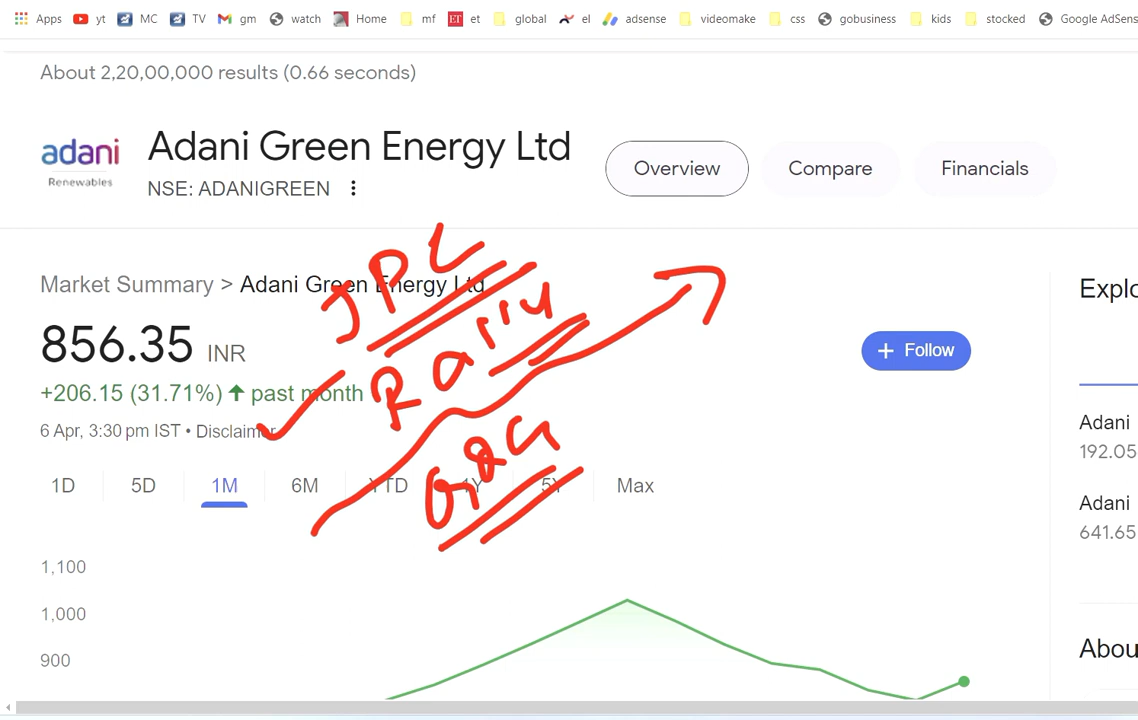 Apps yt MC TV gm watch Home mf ET et global el adsense videomake css gobusiness kids stocked Google AdSens
About 2,20,00,000 results (0.66 seconds)
adani
Renewables
Adani Green Energy Ltd
NSE: ADANIGREEN
Overview Compare Financials
Market Summary > Adani Green Energy Ltd
Explo
JPL
Rally
856.35 INR
+ Follow
+206.15 (31.71%) past month
6 Apr, 3:30 pm IST • Disclaimer
Adani
192.05
1D 5D 1M 6M YTD 1Y 5Y Max
Adani
641.65
1,100
1,000
900
Abou